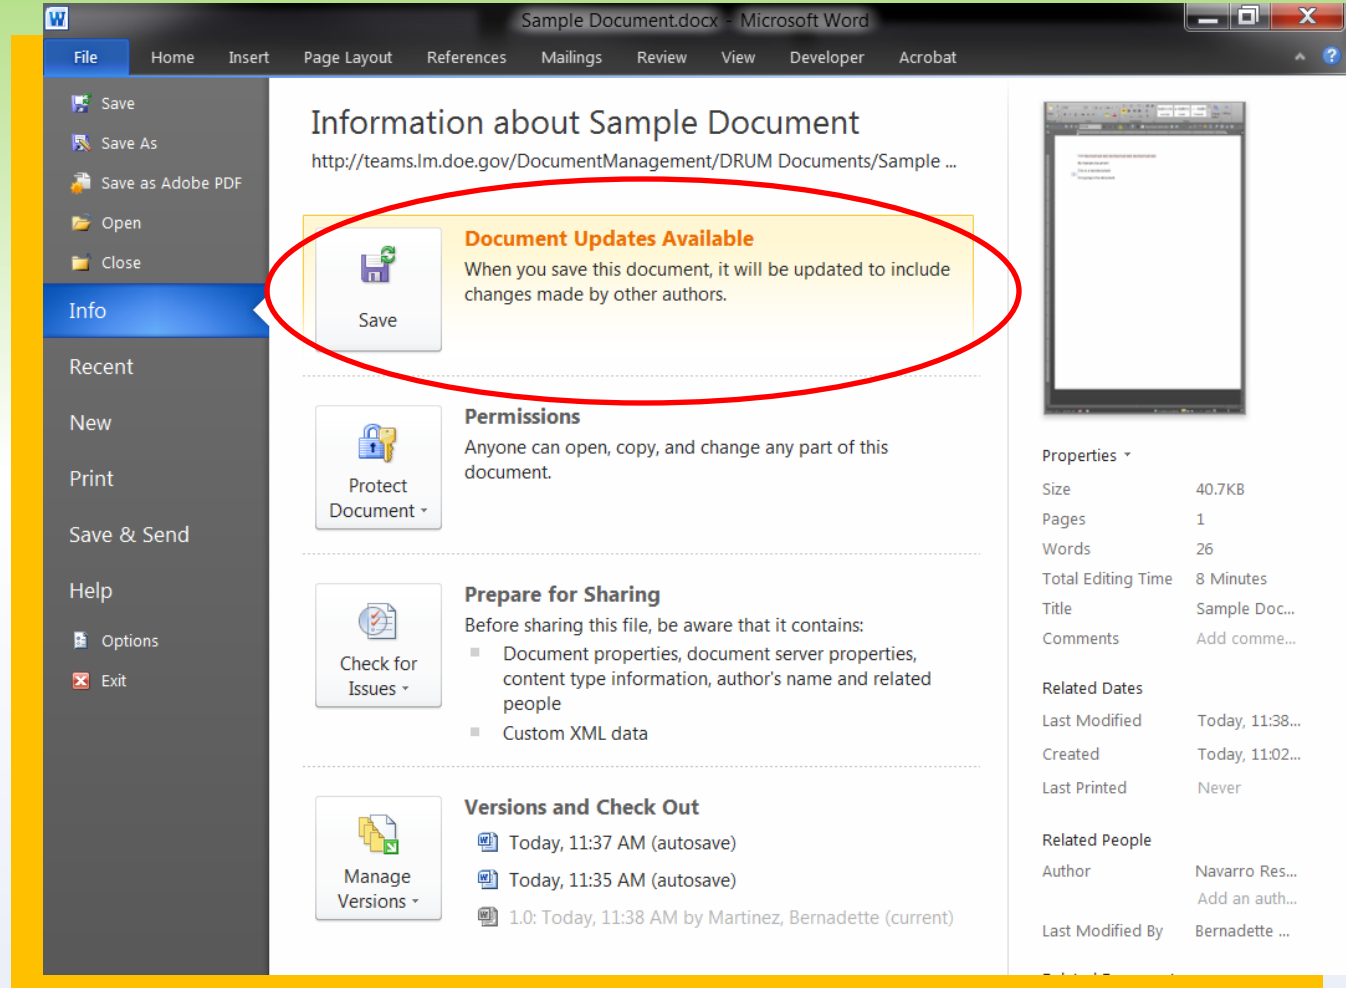 Sample Document.docx - Microsoft Word
File Home Insert Page Layout References Mailings Review View Developer Acrobat
Save
Save As
Save as Adobe PDF
Open
Close
Info
Recent
New
Print
Save & Send
Help
Options
Exit
Information about Sample Document
http://teams.lm.doe.gov/DocumentManagement/DRUM Documents/Sample ...
Save
Document Updates Available
When you save this document, it will be updated to include
changes made by other authors.
Protect
Document
Permissions
Anyone can open, copy, and change any part of this
document.
Check for
Issues
Prepare for Sharing
Before sharing this file, be aware that it contains:
Document properties, document server properties,
content type information, author's name and related
people
Custom XML data
Manage
Versions
Versions and Check Out
Today, 11:37 AM (autosave)
Today, 11:35 AM (autosave)
1.0: Today, 11:38 AM by Martinez, Bernadette (current)
Properties
Size 40.7KB
Pages 1
Words 26
Total Editing Time 8 Minutes
Title Sample Doc...
Comments Add comme...
Related Dates
Last Modified Today, 11:38...
Created Today, 11:02...
Last Printed Never
Related People
Author Navarro Res...
Add an auth...
Last Modified By Bernadette ...